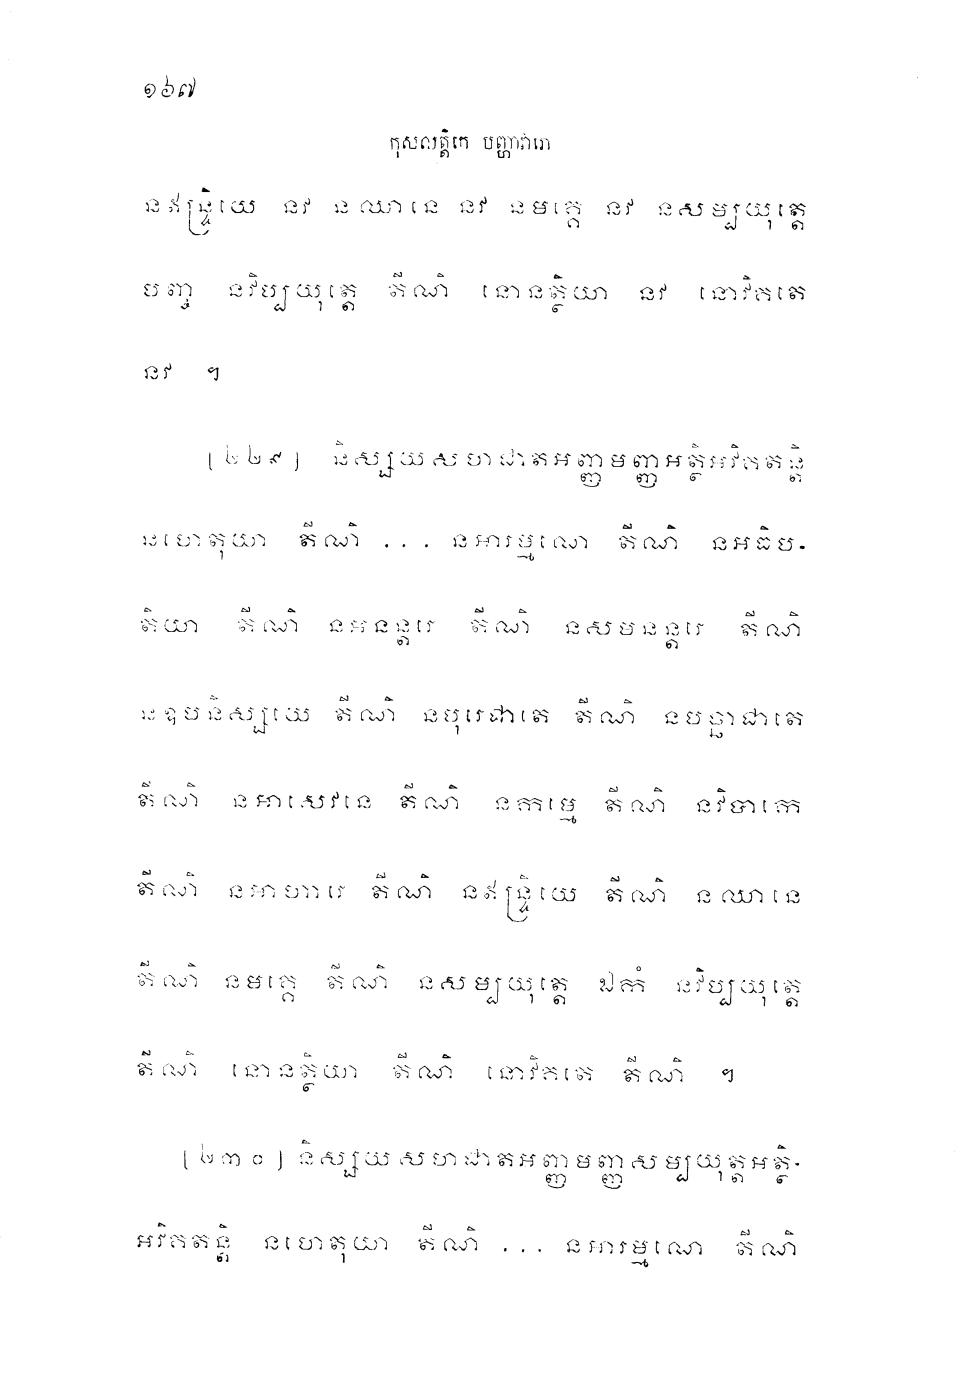 ១៦៧
កុសលត្តិកេ បញ្ហាវារោ
នឥន្ទ្រិយេ នវ នឈានេ នវ នមគ្គេ នវ នសម្បយុត្តេ
បញ្ច នវិប្បយុត្តេ តីណិ នោនត្ថិយា នវ នោវិគតេ
នវ ។
[២២៩] និស្សយសហជាតអញ្ញមញ្ញអត្ថិអវិគតន្តិ
នហេតុយា តីណិ ... នអារម្មណេ តីណិ នអធិប-
តិយា តីណិ នអនន្តរេ តីណិ នសមនន្តរេ តីណិ
នឧបនិស្សយេ តីណិ នបុរេជាតេ តីណិ នបច្ឆាជាតេ
តីណិ នអាសេវនេ តីណិ នកម្មេ តីណិ នវិបាកេ
តីណិ នអាហារេ តីណិ នឥន្ទ្រិយេ តីណិ នឈានេ
តីណិ នមគ្គេ តីណិ នសម្បយុត្តេ ឯកំ នវិប្បយុត្តេ
តីណិ នោនត្ថិយា តីណិ នោវិគតេ តីណិ ។
[២៣០] និស្សយសហជាតអញ្ញមញ្ញសម្បយុត្តអត្ថិ-
អវិគតន្តិ នហេតុយា តីណិ ... នអារម្មណេ តីណិ